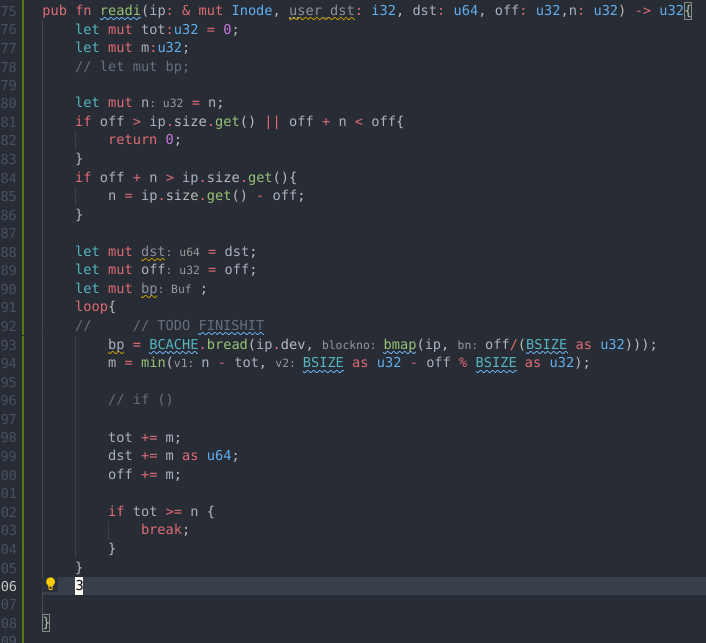 75 pub fn readi(ip: & mut Inode, user_dst: i32, dst: u64, off: u32,n: u32) -> u32{
76 let mut tot:u32 = 0;
77 let mut m:u32;
78 // let mut bp;
79
80 let mut n: u32 = n;
81 if off > ip.size.get() || off + n < off{
82 return 0;
83 }
84 if off + n > ip.size.get(){
85 n = ip.size.get() - off;
86 }
87
88 let mut dst: u64 = dst;
89 let mut off: u32 = off;
90 let mut bp: Buf ;
91 loop{
92 // // TODO FINISHIT
93 bp = BCACHE.bread(ip.dev, blockno: bmap(ip, bn: off/(BSIZE as u32)));
94 m = min(v1: n - tot, v2: BSIZE as u32 - off % BSIZE as u32);
95
96 // if ()
97
98 tot += m;
99 dst += m as u64;
00 off += m;
01
02 if tot >= n {
03 break;
04 }
05 }
06 3
07
08 }
09